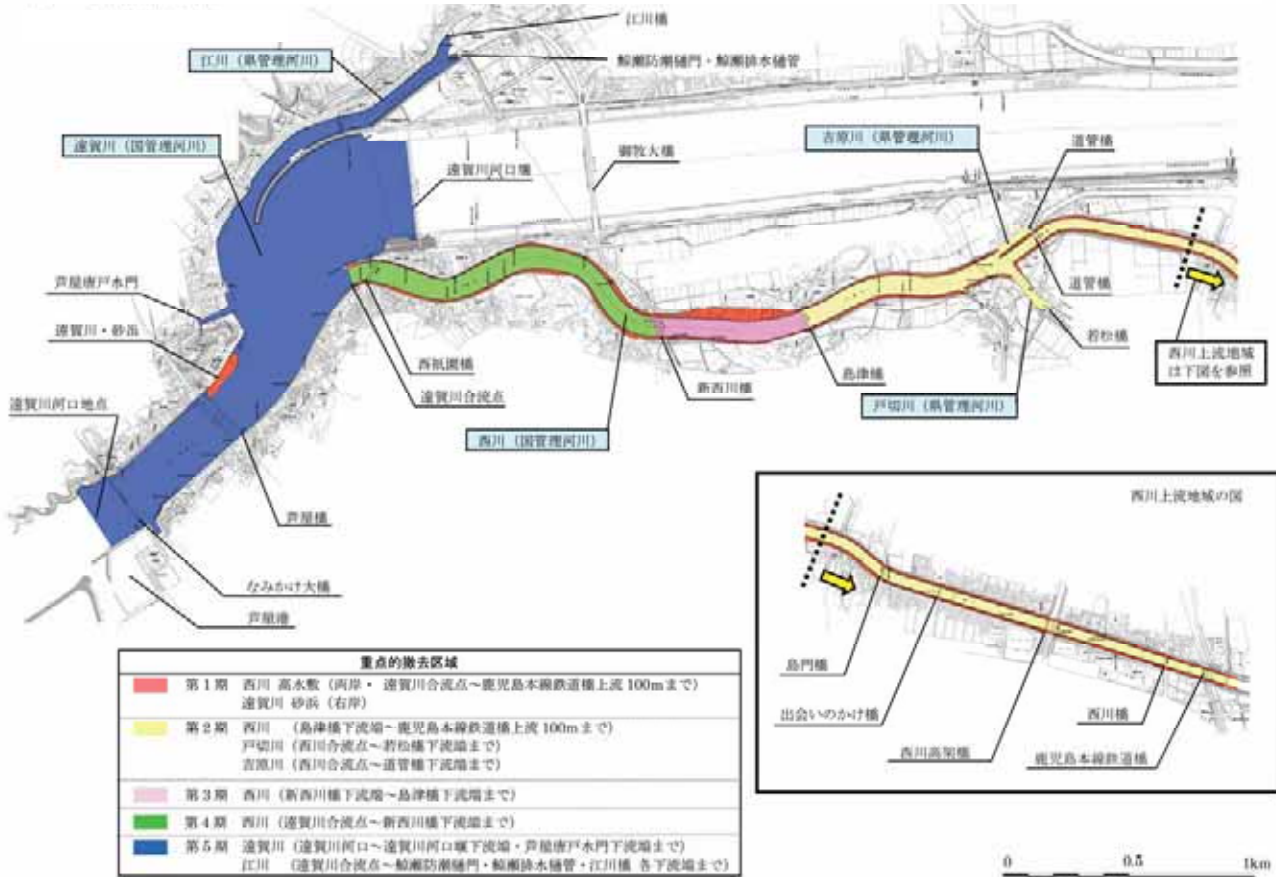 江川橋
鯨瀬防潮樋門・鯨瀬排水樋管
江川（県管理河川）
遠賀川（国管理河川）
遠賀川河口堰
御牧大橋
吉原川（県管理河川）
道管橋
芦屋唐戸水門
遠賀川・砂浜
道管橋
若松橋
西祇園橋
新西川橋
島津橋
西川上流地域
は下図を参照
遠賀川河口地点
遠賀川合流点
戸切川（県管理河川）
西川（国管理河川）
芦屋橋
なみかけ大橋
芦屋港
西川上流地域の図
島門橋
出会いのかけ橋
西川橋
西川高架橋
鹿児島本線鉄道橋
重点的撤去区域
第1期 西川 高水敷（両岸・ 遠賀川合流点～鹿児島本線鉄道橋上流 100mまで）
遠賀川 砂浜（右岸）
第2期 西川 （島津橋下流端～鹿児島本線鉄道橋上流 100mまで）
戸切川（西川合流点～若松橋下流端まで）
吉原川（西川合流点～道管橋下流端まで）
第3期 西川（新西川橋下流端～島津橋下流端まで）
第4期 西川（遠賀川合流点～新西川橋下流端まで）
第5期 遠賀川（遠賀川河口～遠賀川河口堰下流端・芦屋唐戸水門下流端まで）
江川 （遠賀川合流点～鯨瀬防潮樋門・鯨瀬排水樋管・江川橋 各下流端まで）
0 0.5 1km